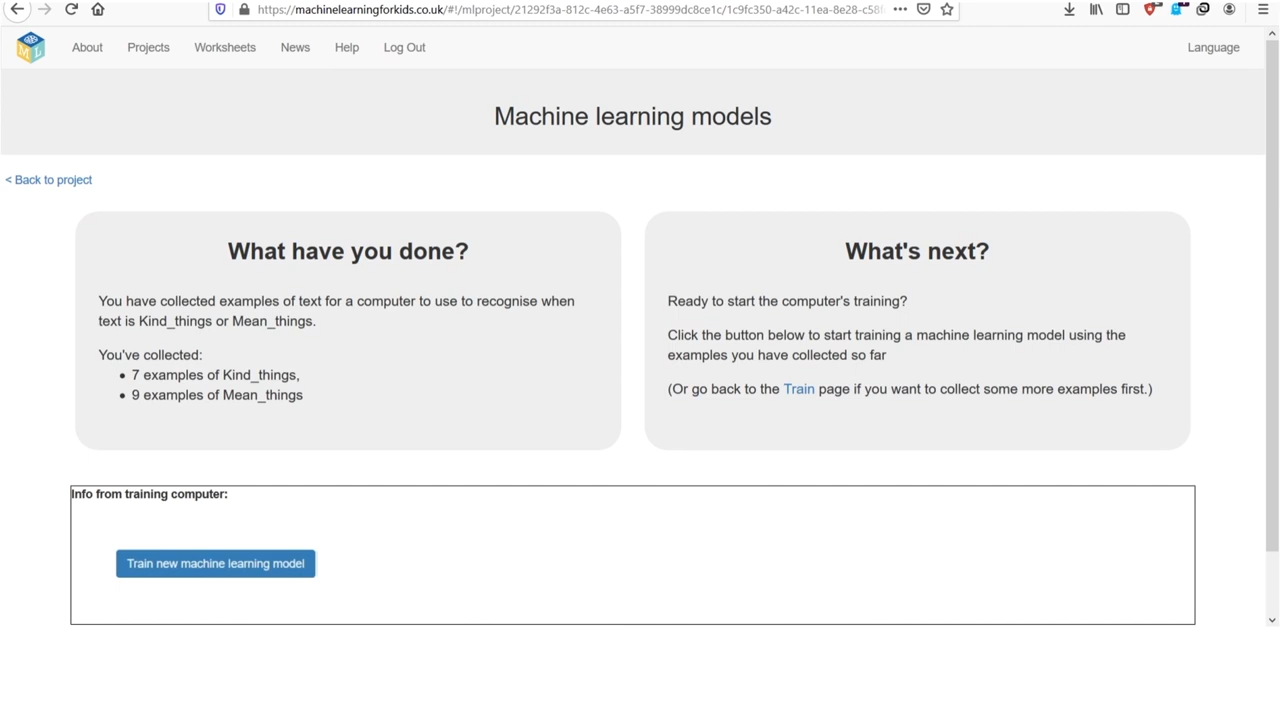 https://machinelearningforkids.co.uk/#!/mlproject/21292f3a-812c-4e63-a5f7-38999dc8ce1c/1c9fc350-a42c-11ea-8e28-c58f
About Projects Worksheets News Help Log Out Language
Machine learning models
< Back to project
What have you done?
You have collected examples of text for a computer to use to recognise when
text is Kind_things or Mean_things.
You've collected:
• 7 examples of Kind_things,
• 9 examples of Mean_things
What's next?
Ready to start the computer's training?
Click the button below to start training a machine learning model using the
examples you have collected so far
(Or go back to the Train page if you want to collect some more examples first.)
Info from training computer:
Train new machine learning model